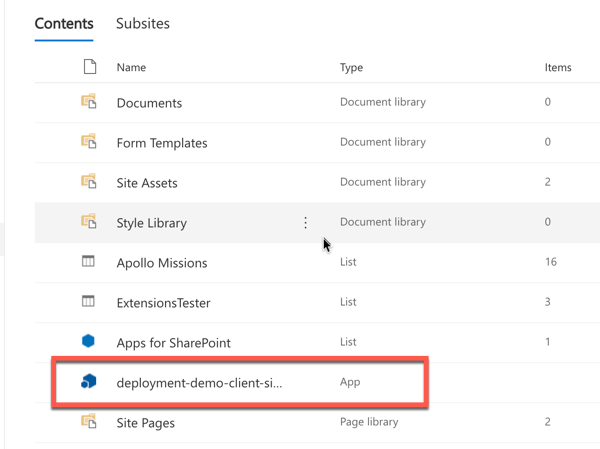 Contents Subsites
Name Type Items
Documents Document library 0
Form Templates Document library 0
Site Assets Document library 2
Style Library Document library 0
Apollo Missions List 16
ExtensionsTester List 3
Apps for SharePoint List 1
deployment-demo-client-si... App
Site Pages Page library 2